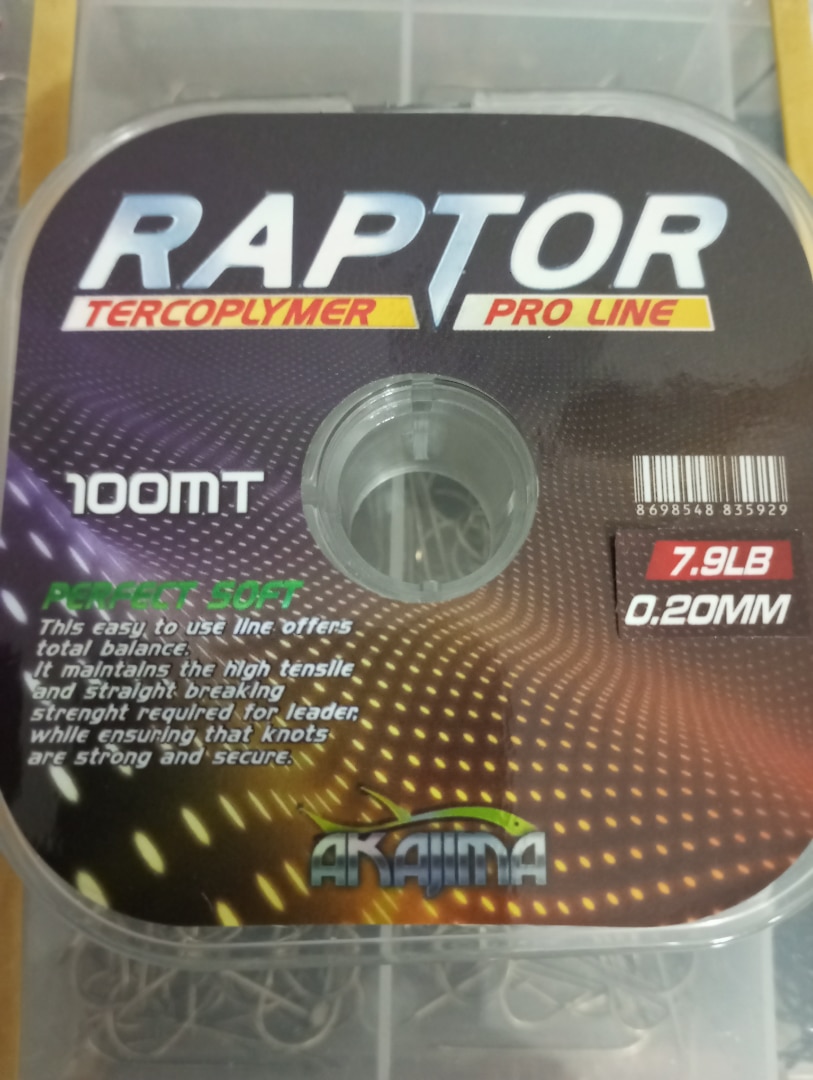 RAPTOR
TERCOPLYMER PRO LINE
100MT
8698548 835929
7.9LB
0.20MM
PERFECT SOFT
This easy to use line offers
total balance.
It maintains the high tensile
and straight breaking
strenght required for leader,
while ensuring that knots
are strong and secure.
AKAJIMA